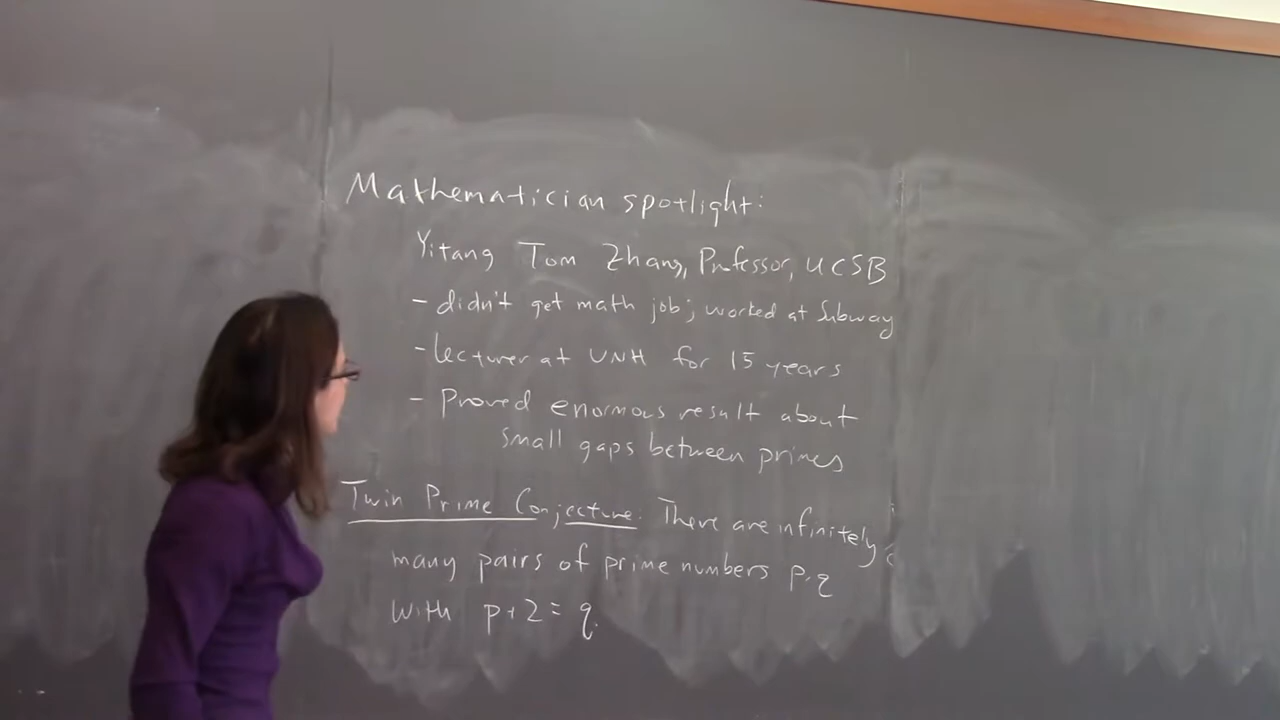 Mathematician spotlight:
Yitang Tom Zhang, Professor, UCSB
- didn't get math job; worked at Subway
- lecturer at UNH for 15 years
- Proved enormous result about
small gaps between primes
Twin Prime Conjecture: There are infinitely
many pairs of prime numbers p,q
with p+2=q.